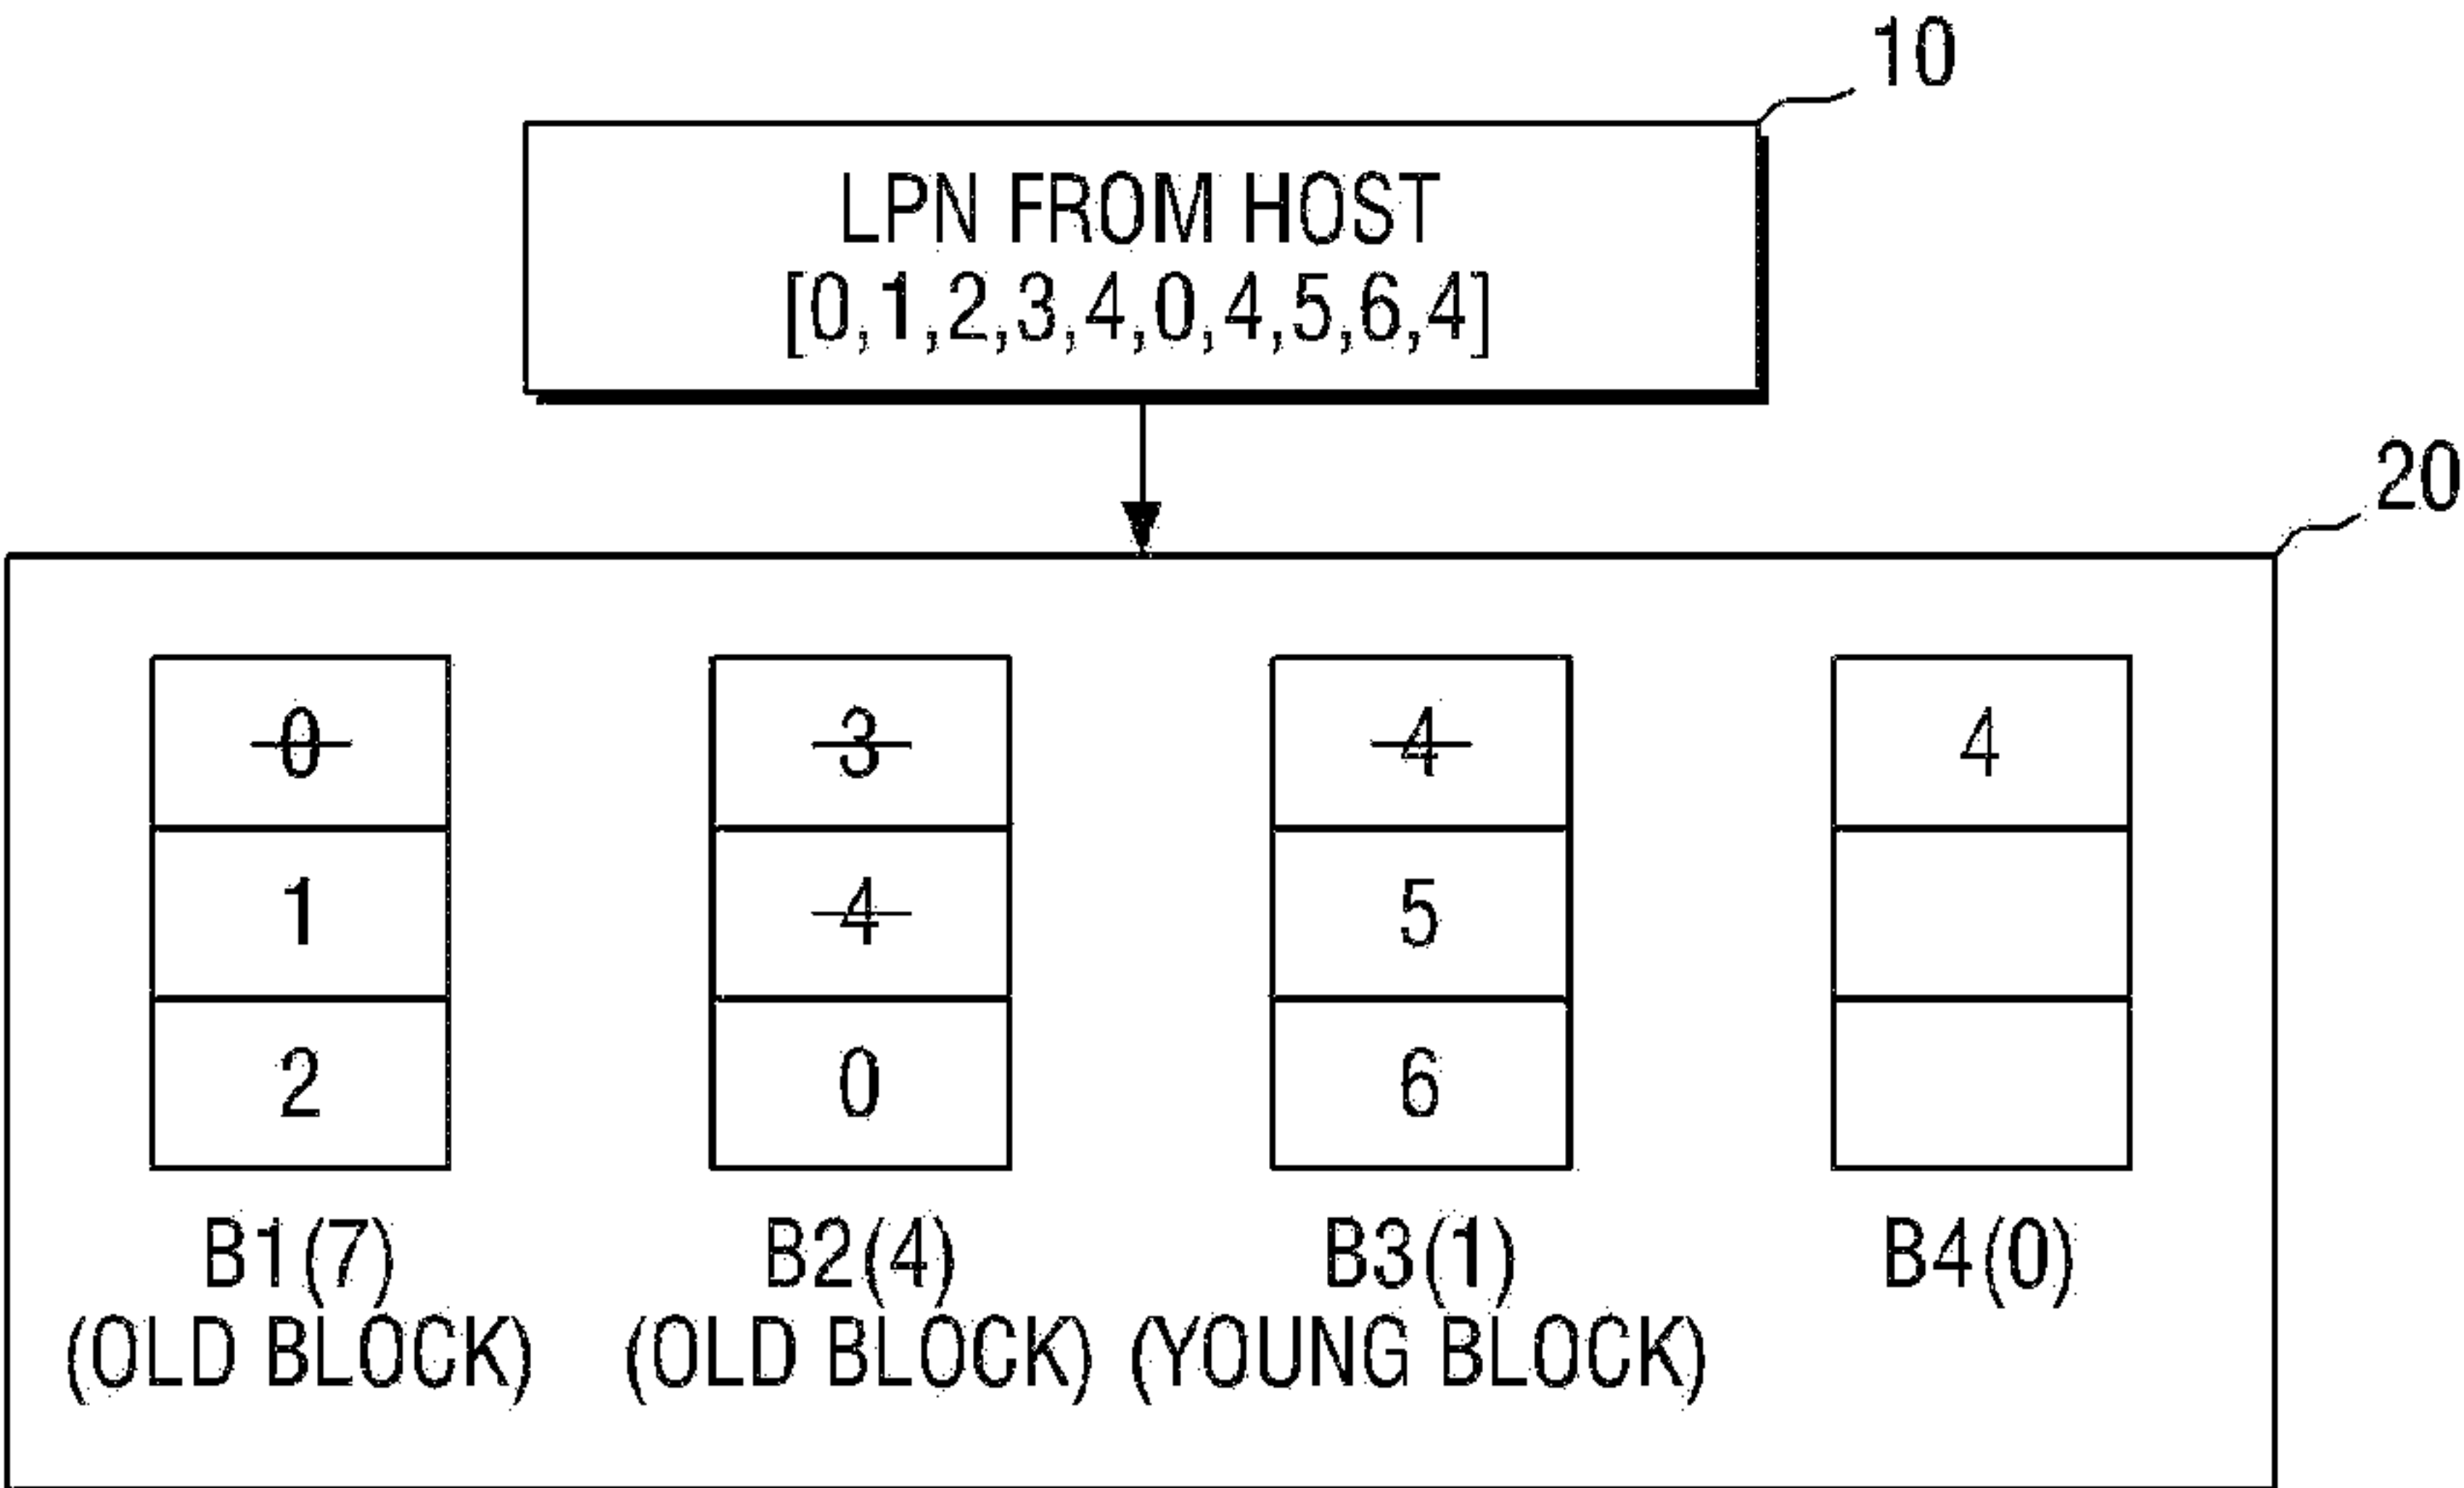 10
LPN FROM HOST
[0,1,2,3,4,0,4,5,6,4]
20
0 3 4 4
1 4 5
2 0 6
B1(7) B2(4) B3(1) B4(0)
(OLD BLOCK) (OLD BLOCK) (YOUNG BLOCK)